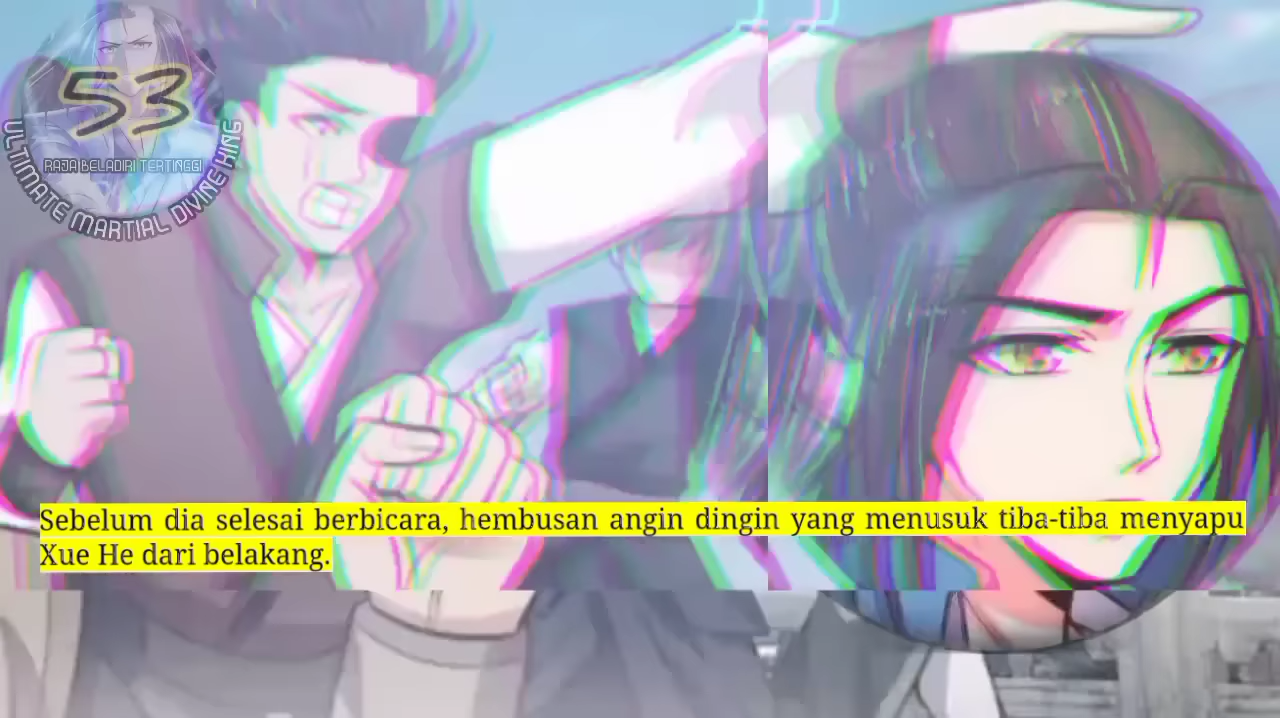 53
RAJA BELADIRI TERTINGGI
ULTIMATE MARTIAL DIVINE KING
Sebelum dia selesai berbicara, hembusan angin dingin yang menusuk tiba-tiba menyapu
Xue He dari belakang.